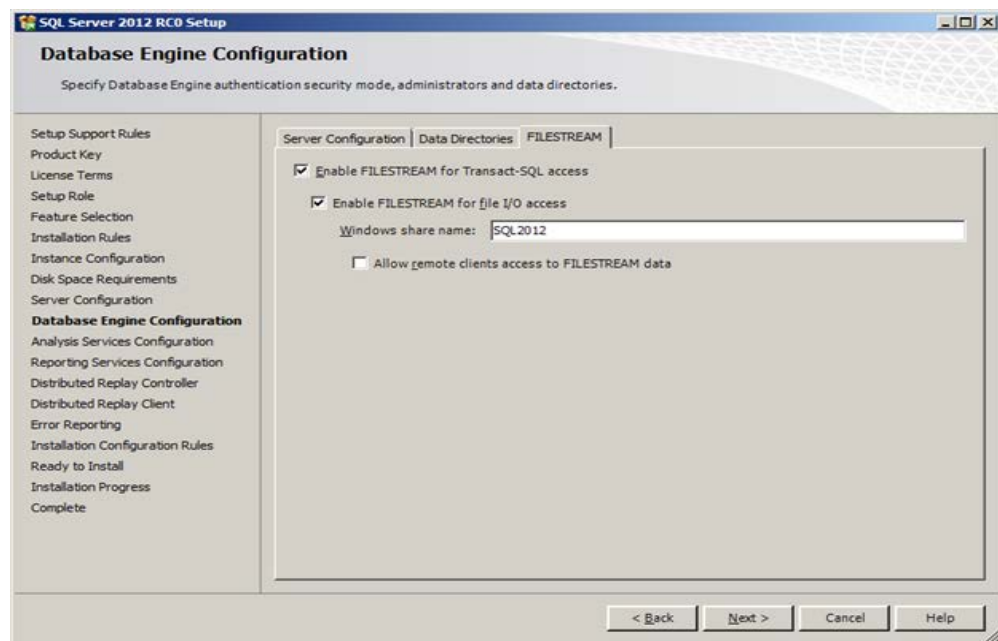 SQL Server 2012 RC0 Setup
Database Engine Configuration
Specify Database Engine authentication security mode, administrators and data directories.
Setup Support Rules
Product Key
License Terms
Setup Role
Feature Selection
Installation Rules
Instance Configuration
Disk Space Requirements
Server Configuration
Database Engine Configuration
Analysis Services Configuration
Reporting Services Configuration
Distributed Replay Controller
Distributed Replay Client
Error Reporting
Installation Configuration Rules
Ready to Install
Installation Progress
Complete
Server Configuration Data Directories FILESTREAM
Enable FILESTREAM for Transact-SQL access
Enable FILESTREAM for file I/O access
Windows share name: SQL2012
Allow remote clients access to FILESTREAM data
< Back Next > Cancel Help